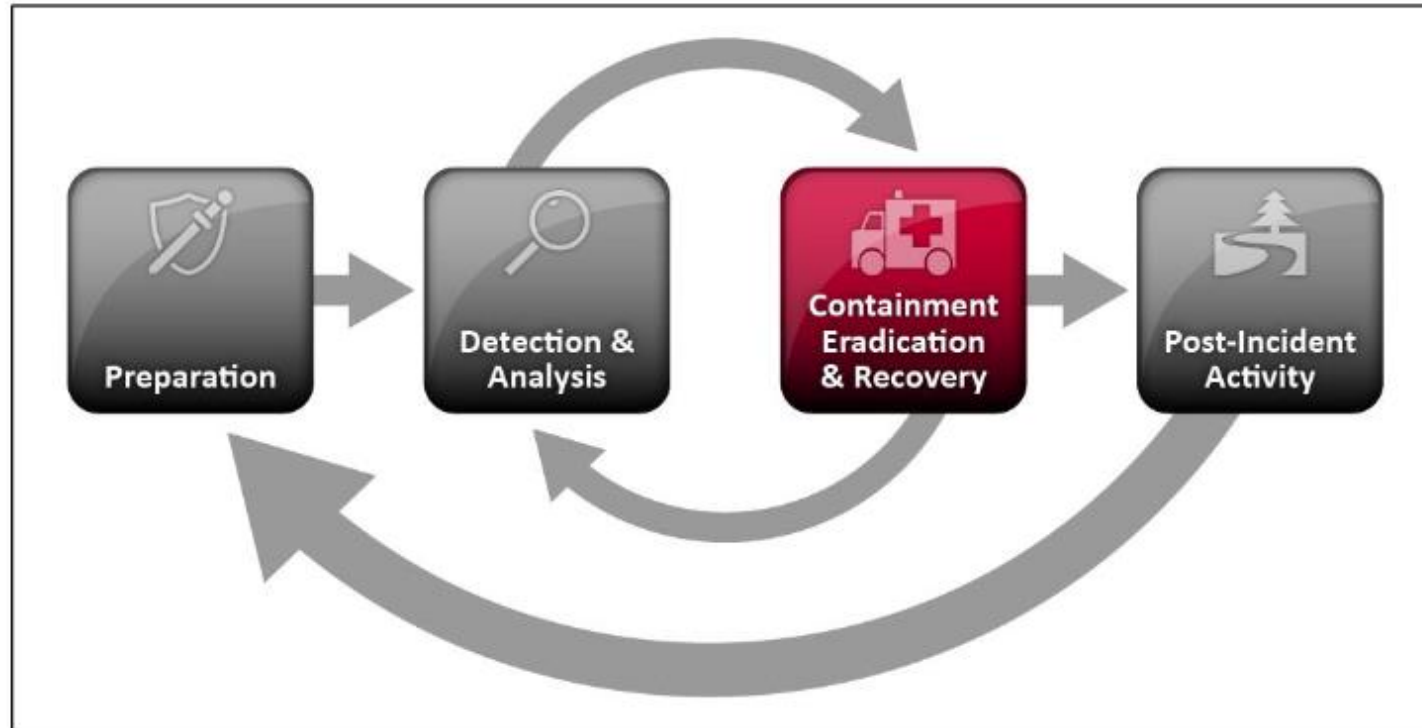 Preparation
Detection &
Analysis
Containment
Eradication
& Recovery
Post-Incident
Activity